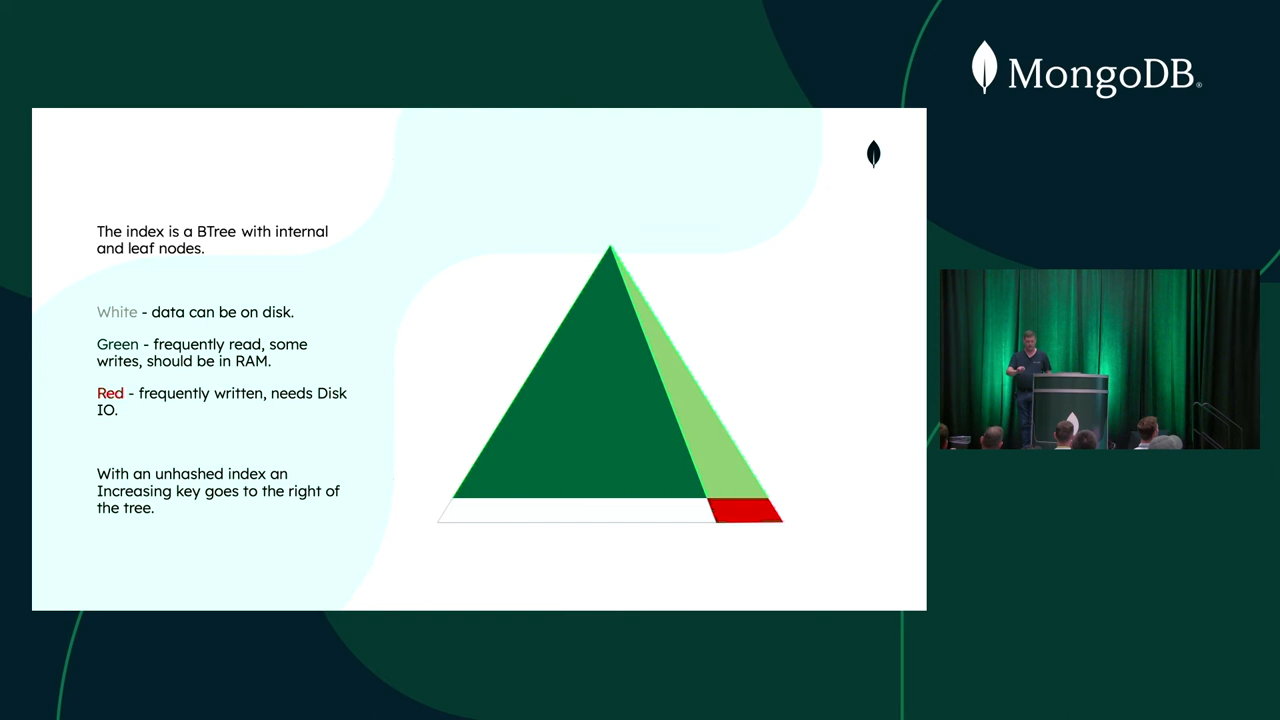 MongoDB®
The index is a BTree with internal
and leaf nodes.
White - data can be on disk.
Green - frequently read, some
writes, should be in RAM.
Red - frequently written, needs Disk
IO.
With an unhashed index an
Increasing key goes to the right of
the tree.